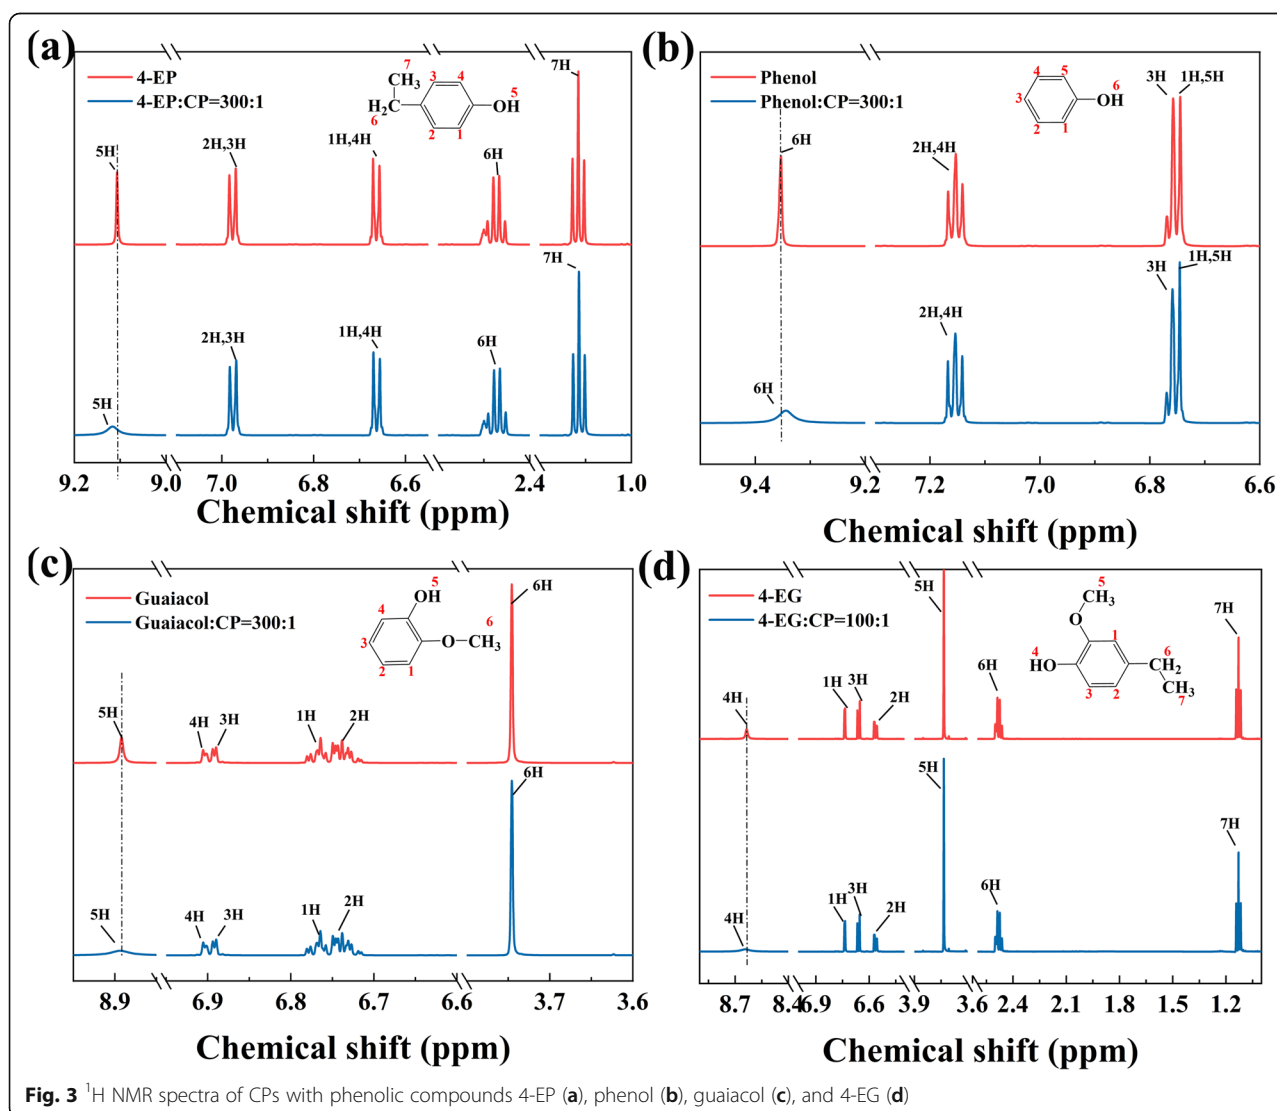 (a)
4-EP
4-EP:CP=300:1
7
CH₃
H₂C
6
3
4
2
1
5
OH
5H
2H,3H
1H,4H
6H
7H
5H
2H,3H
1H,4H
6H
7H
9.2 9.0 7.0 6.8 6.6 2.4 1.0
Chemical shift (ppm)
(b)
Phenol
Phenol:CP=300:1
4
5
3
2
1
6
OH
6H
2H,4H
3H
1H,5H
6H
2H,4H
3H
1H,5H
9.4 9.2 7.2 7.0 6.8 6.6
Chemical shift (ppm)
(c)
Guaiacol
Guaiacol:CP=300:1
5
OH
4
3
2
1
6
O
CH₃
5H
4H
3H
1H
2H
6H
5H
4H
3H
1H
2H
6H
8.9 6.9 6.8 6.7 6.6 3.7 3.6
Chemical shift (ppm)
(d)
4-EG
4-EG:CP=100:1
5
CH₃
O
1
4
HO
3
2
6
CH₂
CH₃
7
4H
1H
3H
2H
5H
6H
7H
4H
1H
3H
2H
5H
6H
7H
8.7 8.4 6.9 6.6 3.9 3.6 2.4 2.1 1.8 1.5 1.2
Chemical shift (ppm)
Fig. 3 ¹H NMR spectra of CPs with phenolic compounds 4-EP (a), phenol (b), guaiacol (c), and 4-EG (d)